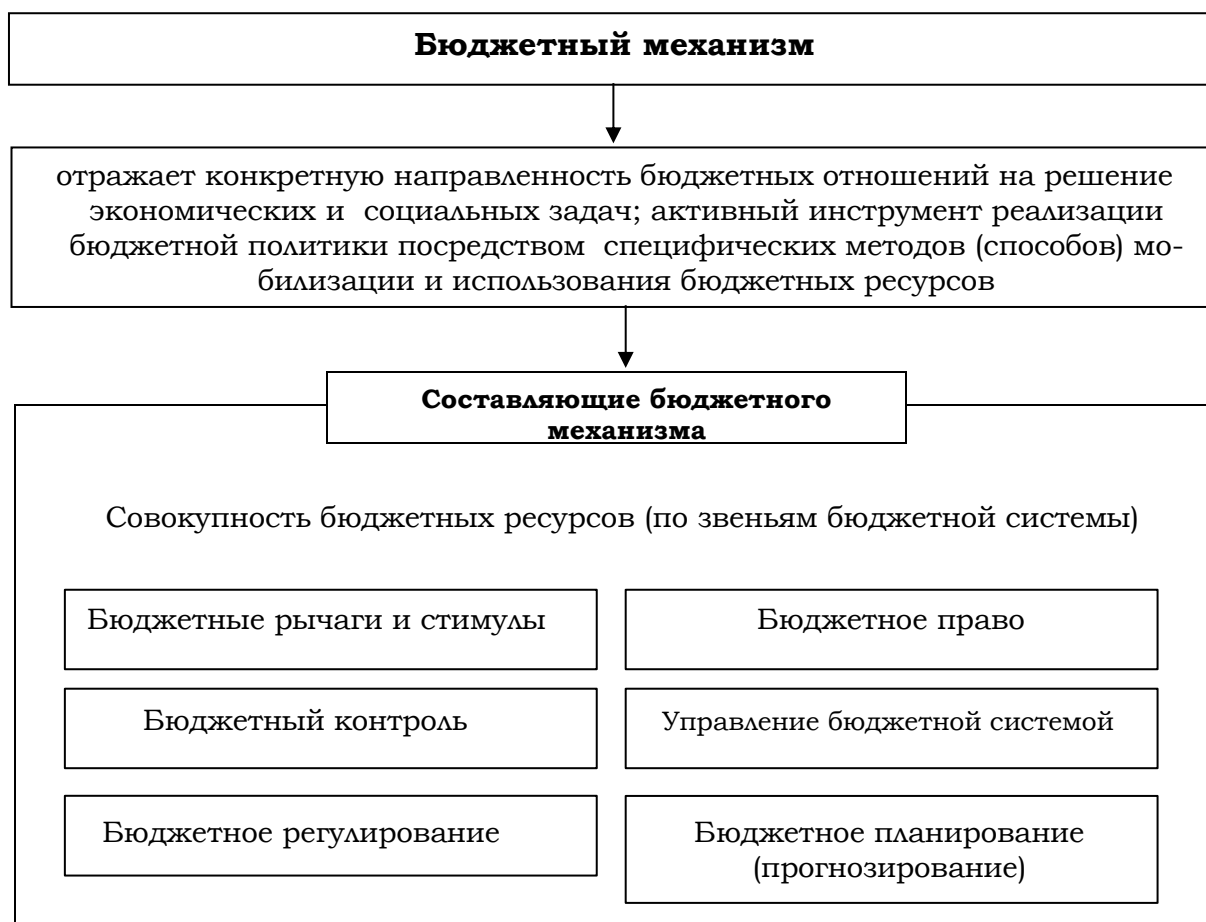 Бюджетный механизм
отражает конкретную направленность бюджетных отношений на решение
экономических и социальных задач; активный инструмент реализации
бюджетной политики посредством специфических методов (способов) мо-
билизации и использования бюджетных ресурсов
Составляющие бюджетного
механизма
Совокупность бюджетных ресурсов (по звеньям бюджетной системы)
Бюджетные рычаги и стимулы
Бюджетное право
Бюджетный контроль
Управление бюджетной системой
Бюджетное регулирование
Бюджетное планирование
(прогнозирование)